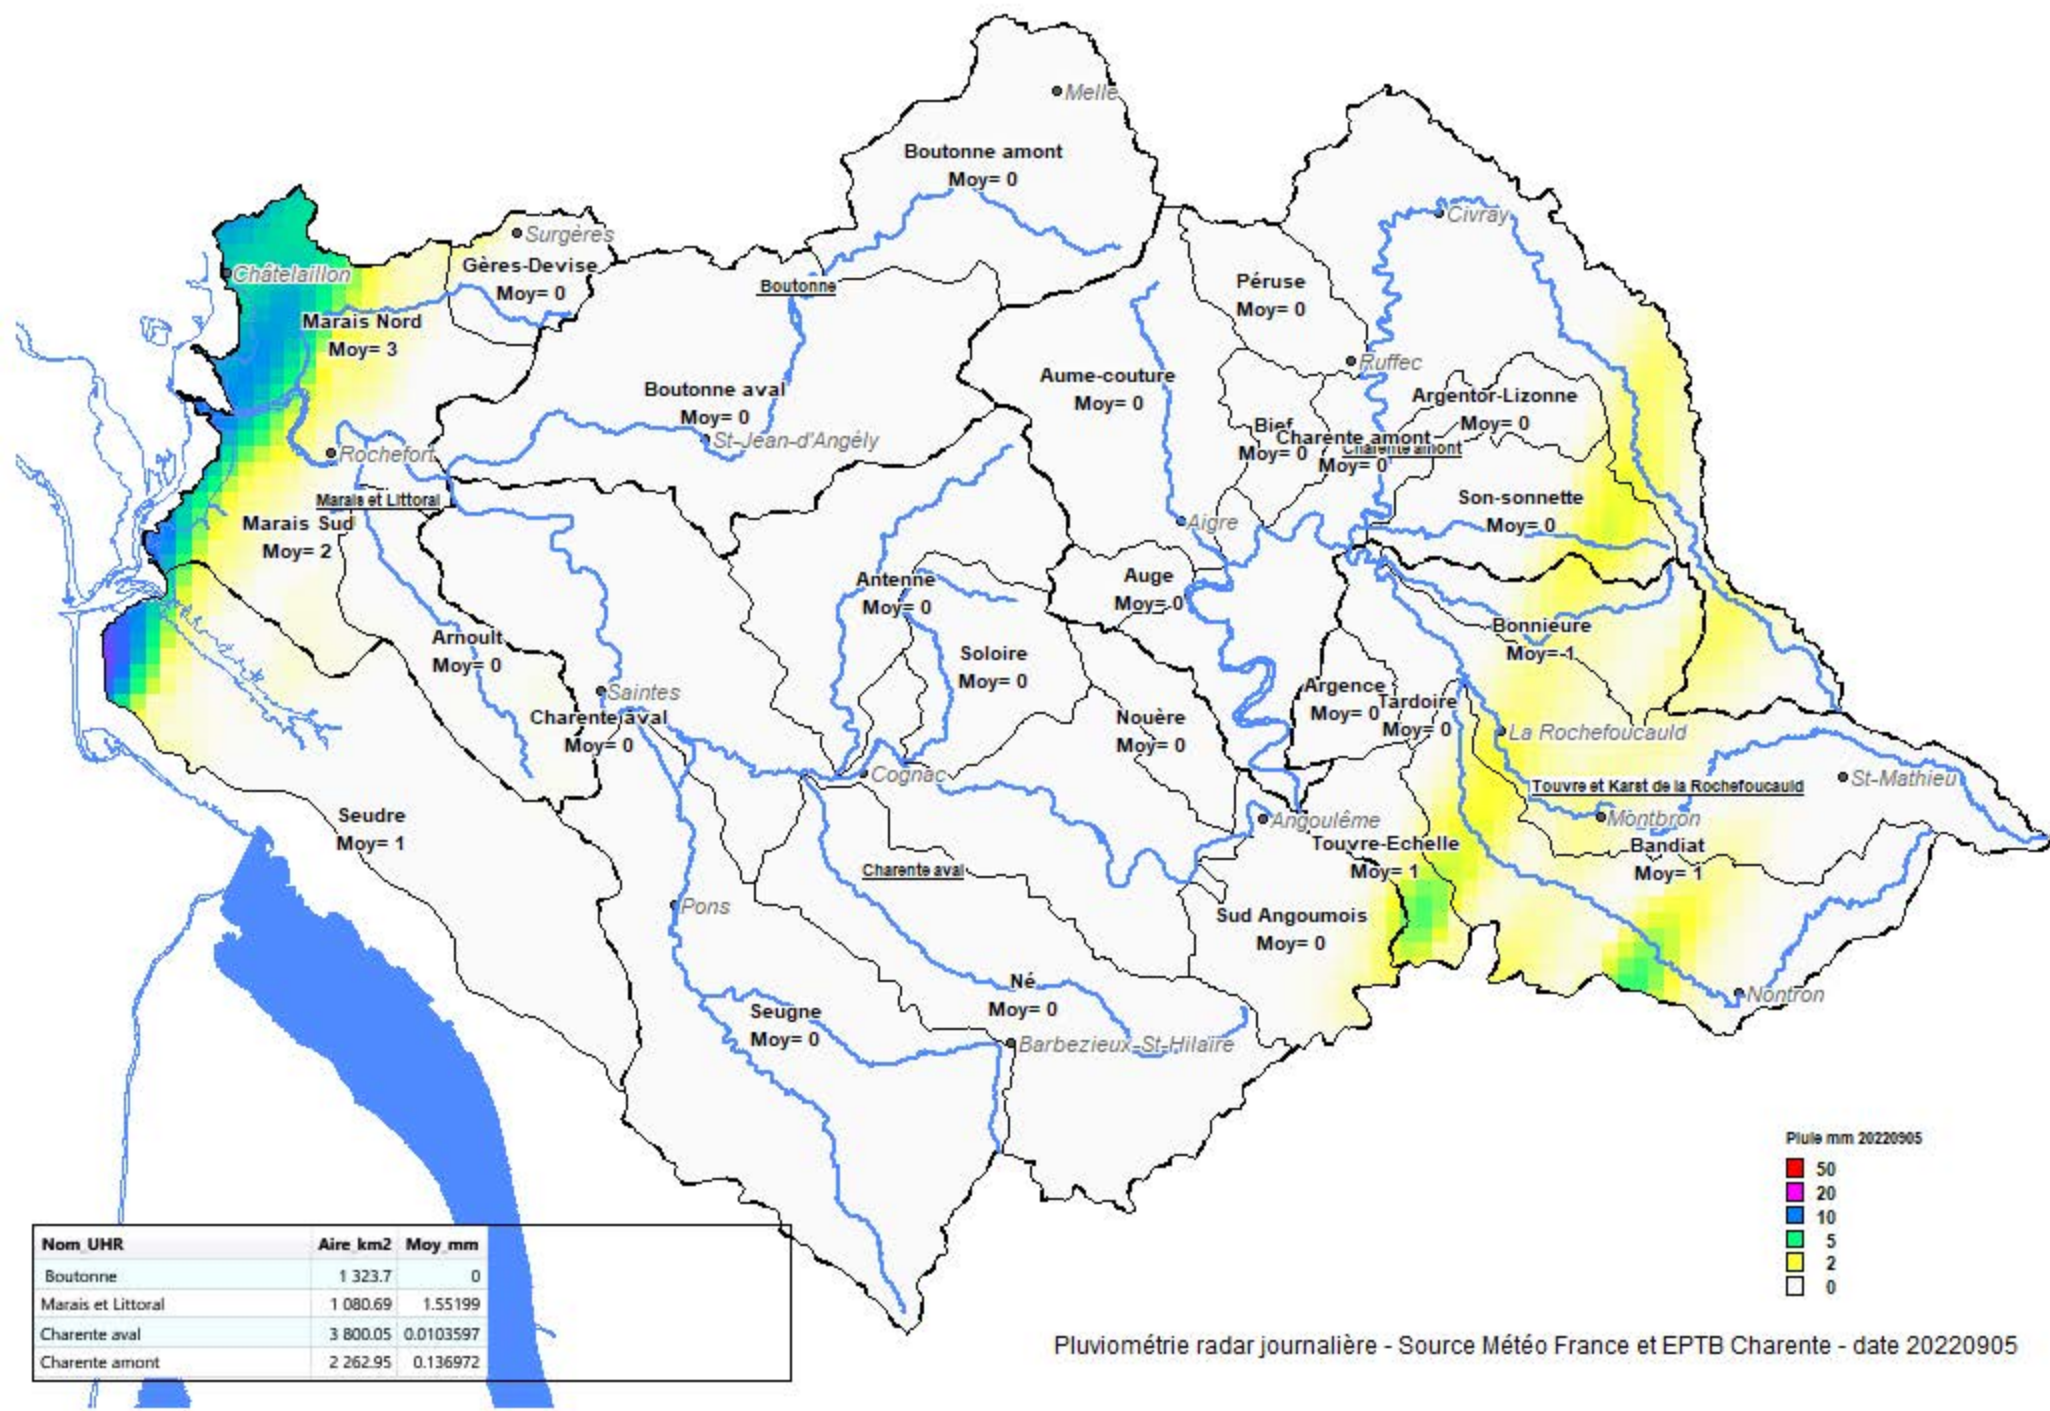 Melle
Boutonne amont
Moy= 0
Civray
Surgères
Gères-Devise
Moy= 0
Châtelaillon
Boutonne
Péruse
Moy= 0
Marais Nord
Moy= 3
Ruffec
Aume-couture
Moy= 0
Boutonne aval
Moy= 0
Argentor-Lizonne
Moy= 0
St-Jean-d'Angély
Bief
Moy= 0
Charente amont
Moy= 0
Charente amont
Rochefort
Marais et Littoral
Son-sonnette
Moy= 0
Marais Sud
Moy= 2
Aigre
Antenne
Moy= 0
Auge
Moy= 0
Bonnieure
Moy= 1
Arnoult
Moy= 0
Soloire
Moy= 0
Saintes
Argence
Moy= 0
Tardoire
Moy= 0
Charente aval
Moy= 0
Nouère
Moy= 0
La Rochefoucauld
Cognac
Touvre et Karst de la Rochefoucauld
St-Mathieu
Seudre
Moy= 1
Angoulême
Montbron
Touvre-Echelle
Moy= 1
Bandiat
Moy= 1
Charente aval
Pons
Sud Angoumois
Moy= 0
Né
Moy= 0
Nontron
Seugne
Moy= 0
Barbezieux-St-Hilaire
Pluie mm 20220905
50
20
10
5
2
0
Nom_UHR Aire_km2 Moy_mm
Boutonne 1 323.7 0
Marais et Littoral 1 080.69 1.55199
Charente aval 3 800.05 0.0103597
Charente amont 2 262.95 0.136972
Pluviométrie radar journalière - Source Météo France et EPTB Charente - date 20220905